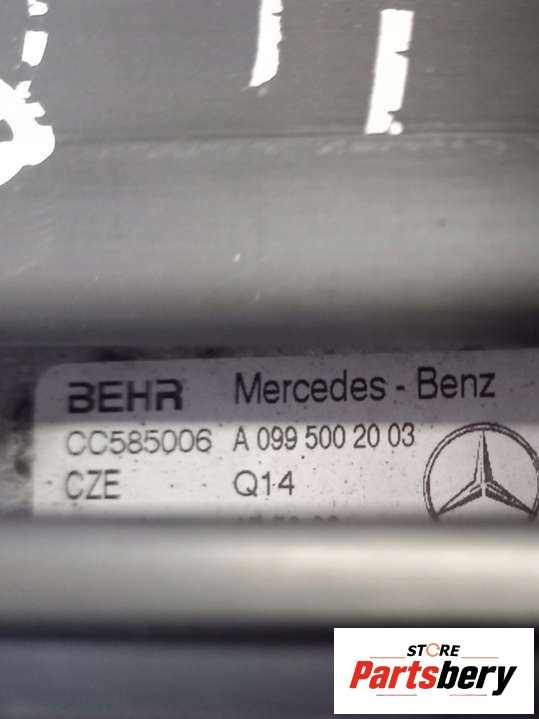 BEHR Mercedes - Benz
CC585006 A 099 500 20 03
CZE Q14
STORE
Partsbery